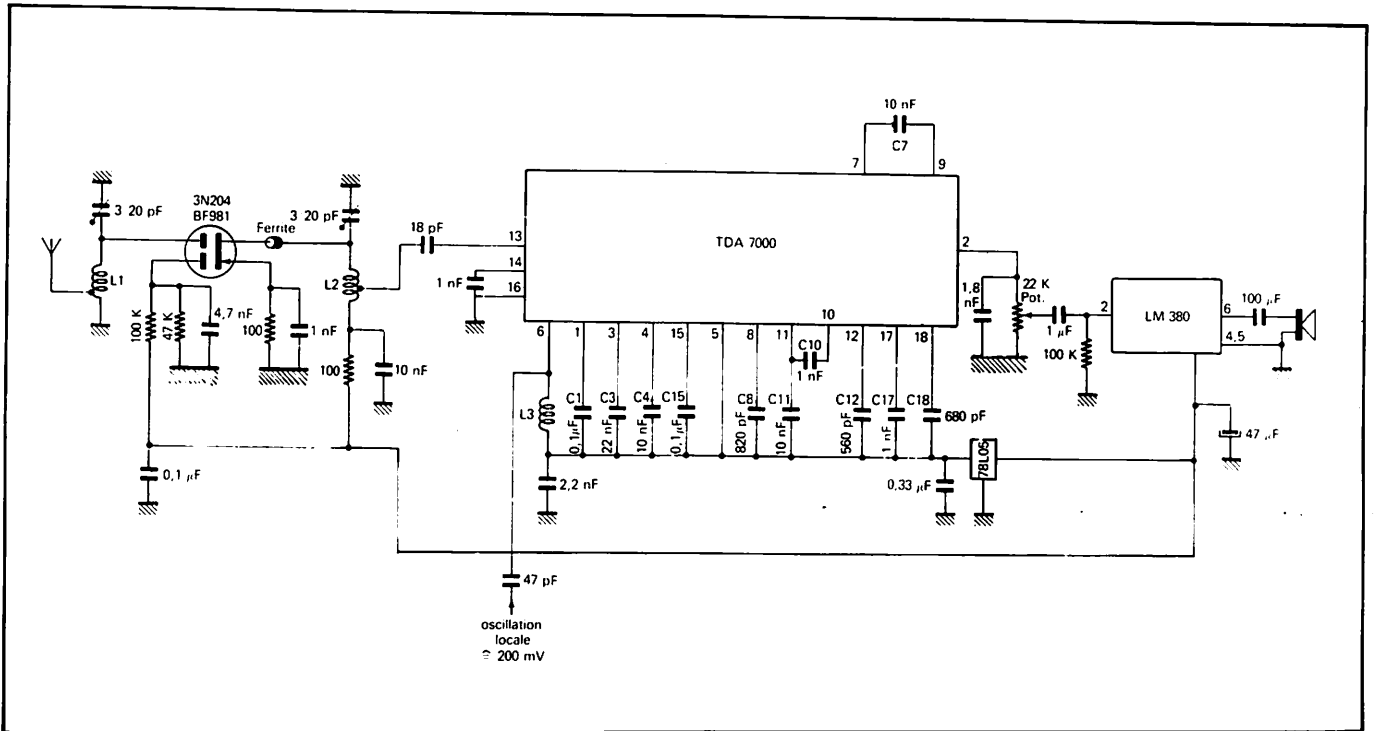 10 nF
C7
7
9
3N204
BF981
3 20 pF
Ferrite
3 20 pF
18 pF
13
TDA 7000
2
L1
L2
14
1 nF
16
22 K
Pot.
1,8
nF
1 µF
2
LM 380
6
100 µF
4,5
100 K
47 K
4,7 nF
100
1 nF
100
10 nF
6
1
3
4
15
5
8
11
10
12
17
18
C10
1 nF
100 K
L3
C1
0,1µF
C3
22 nF
C4
10 nF
C15
0,1µF
C8
820 pF
C11
10 nF
C12
560 pF
C17
1 nF
C18
680 pF
78L05
47 µF
0,1 µF
2,2 nF
0,33 µF
47 pF
oscillation
locale
≘ 200 mV